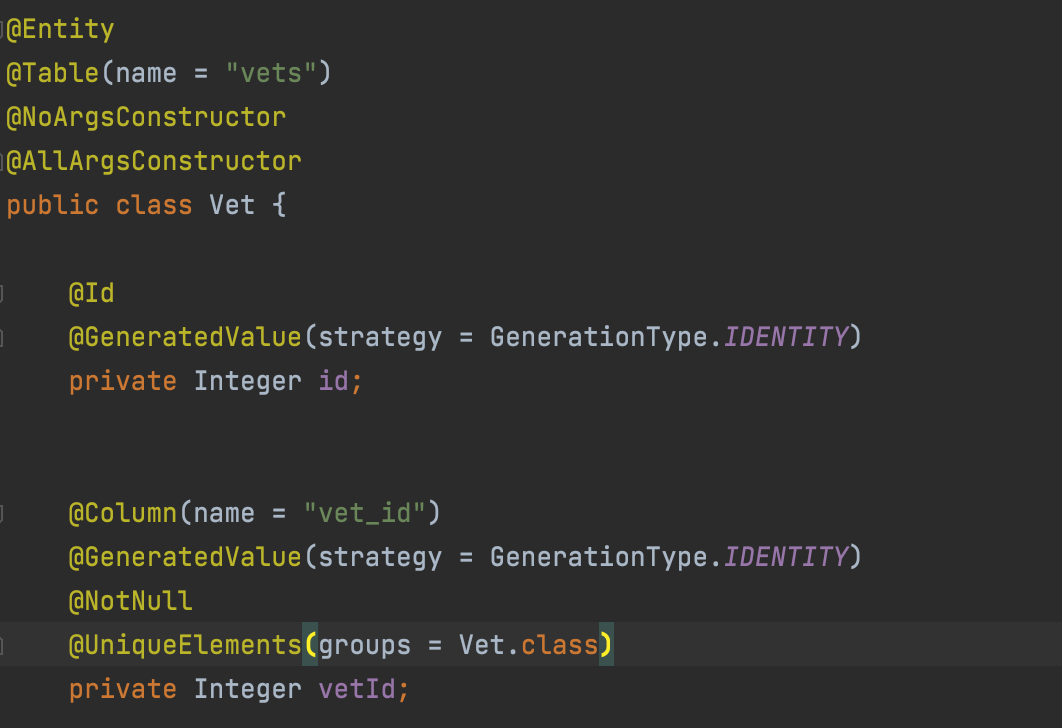 @Entity
@Table(name = "vets")
@NoArgsConstructor
@AllArgsConstructor
public class Vet {
@Id
@GeneratedValue(strategy = GenerationType.IDENTITY)
private Integer id;
@Column(name = "vet_id")
@GeneratedValue(strategy = GenerationType.IDENTITY)
@NotNull
@UniqueElements(groups = Vet.class)
private Integer vetId;